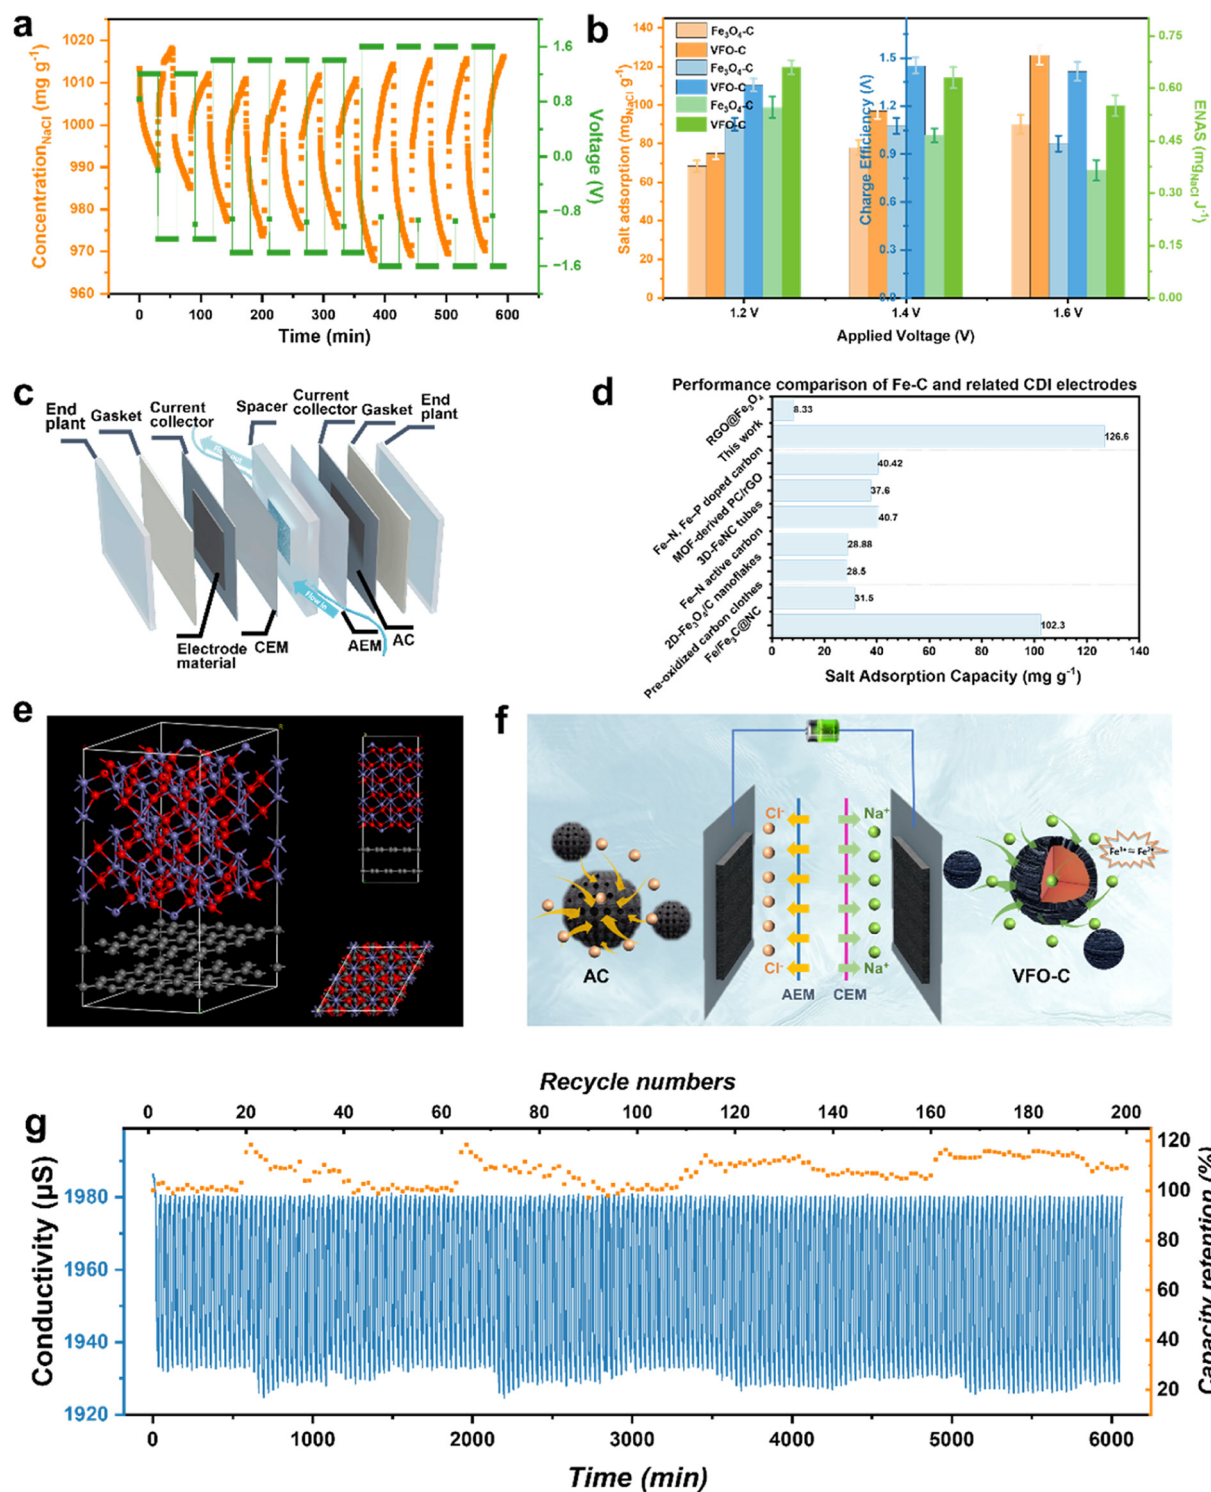 a
Concentration_NaCl (mg g⁻¹)
1020
1010
1000
990
980
970
960
0
100
200
300
400
500
600
Time (min)
1.6
0.8
0.0
−0.8
−1.6
Voltage (V)
b
Salt adsorption (mg_NaCl g⁻¹)
140
120
100
80
60
40
20
0
Fe₃O₄-C
VFO-C
Fe₃O₄-C
VFO-C
Fe₃O₄-C
VFO-C
Charge Efficiency (Λ)
1.5
1.2
0.9
0.6
0.3
0.0
0.75
0.60
0.45
0.30
0.15
0.00
ENAS (mg_NaCl J⁻¹)
1.2 V
1.4 V
1.6 V
Applied Voltage (V)
c
End
plant
Gasket
Current
collector
Spacer
Current
collector
Gasket
End
plant
Flow in
Electrode
material
CEM
AEM
AC
d
Performance comparison of Fe-C and related CDI electrodes
RGO@Fe₃O₄
This work
Fe–N, Fe–P doped carbon
MOF-derived PC/rGO
3D-FeNC tubes
Fe–N active carbon
2D-Fe₃O₄/C nanoflakes
Pre-oxidized carbon clothes
Fe/Fe₃C@NC
8.33
126.6
40.42
37.6
40.7
28.88
28.5
31.5
102.3
0
20
40
60
80
100
120
140
Salt Adsorption Capacity (mg g⁻¹)
e
f
Cl⁻
Na⁺
Cl⁻
Na⁺
AEM
CEM
AC
VFO-C
g
Recycle numbers
0
20
40
60
80
100
120
140
160
180
200
Conductivity (μS)
1980
1960
1940
1920
120
100
80
60
40
20
Capacity retention (%)
0
1000
2000
3000
4000
5000
6000
Time (min)